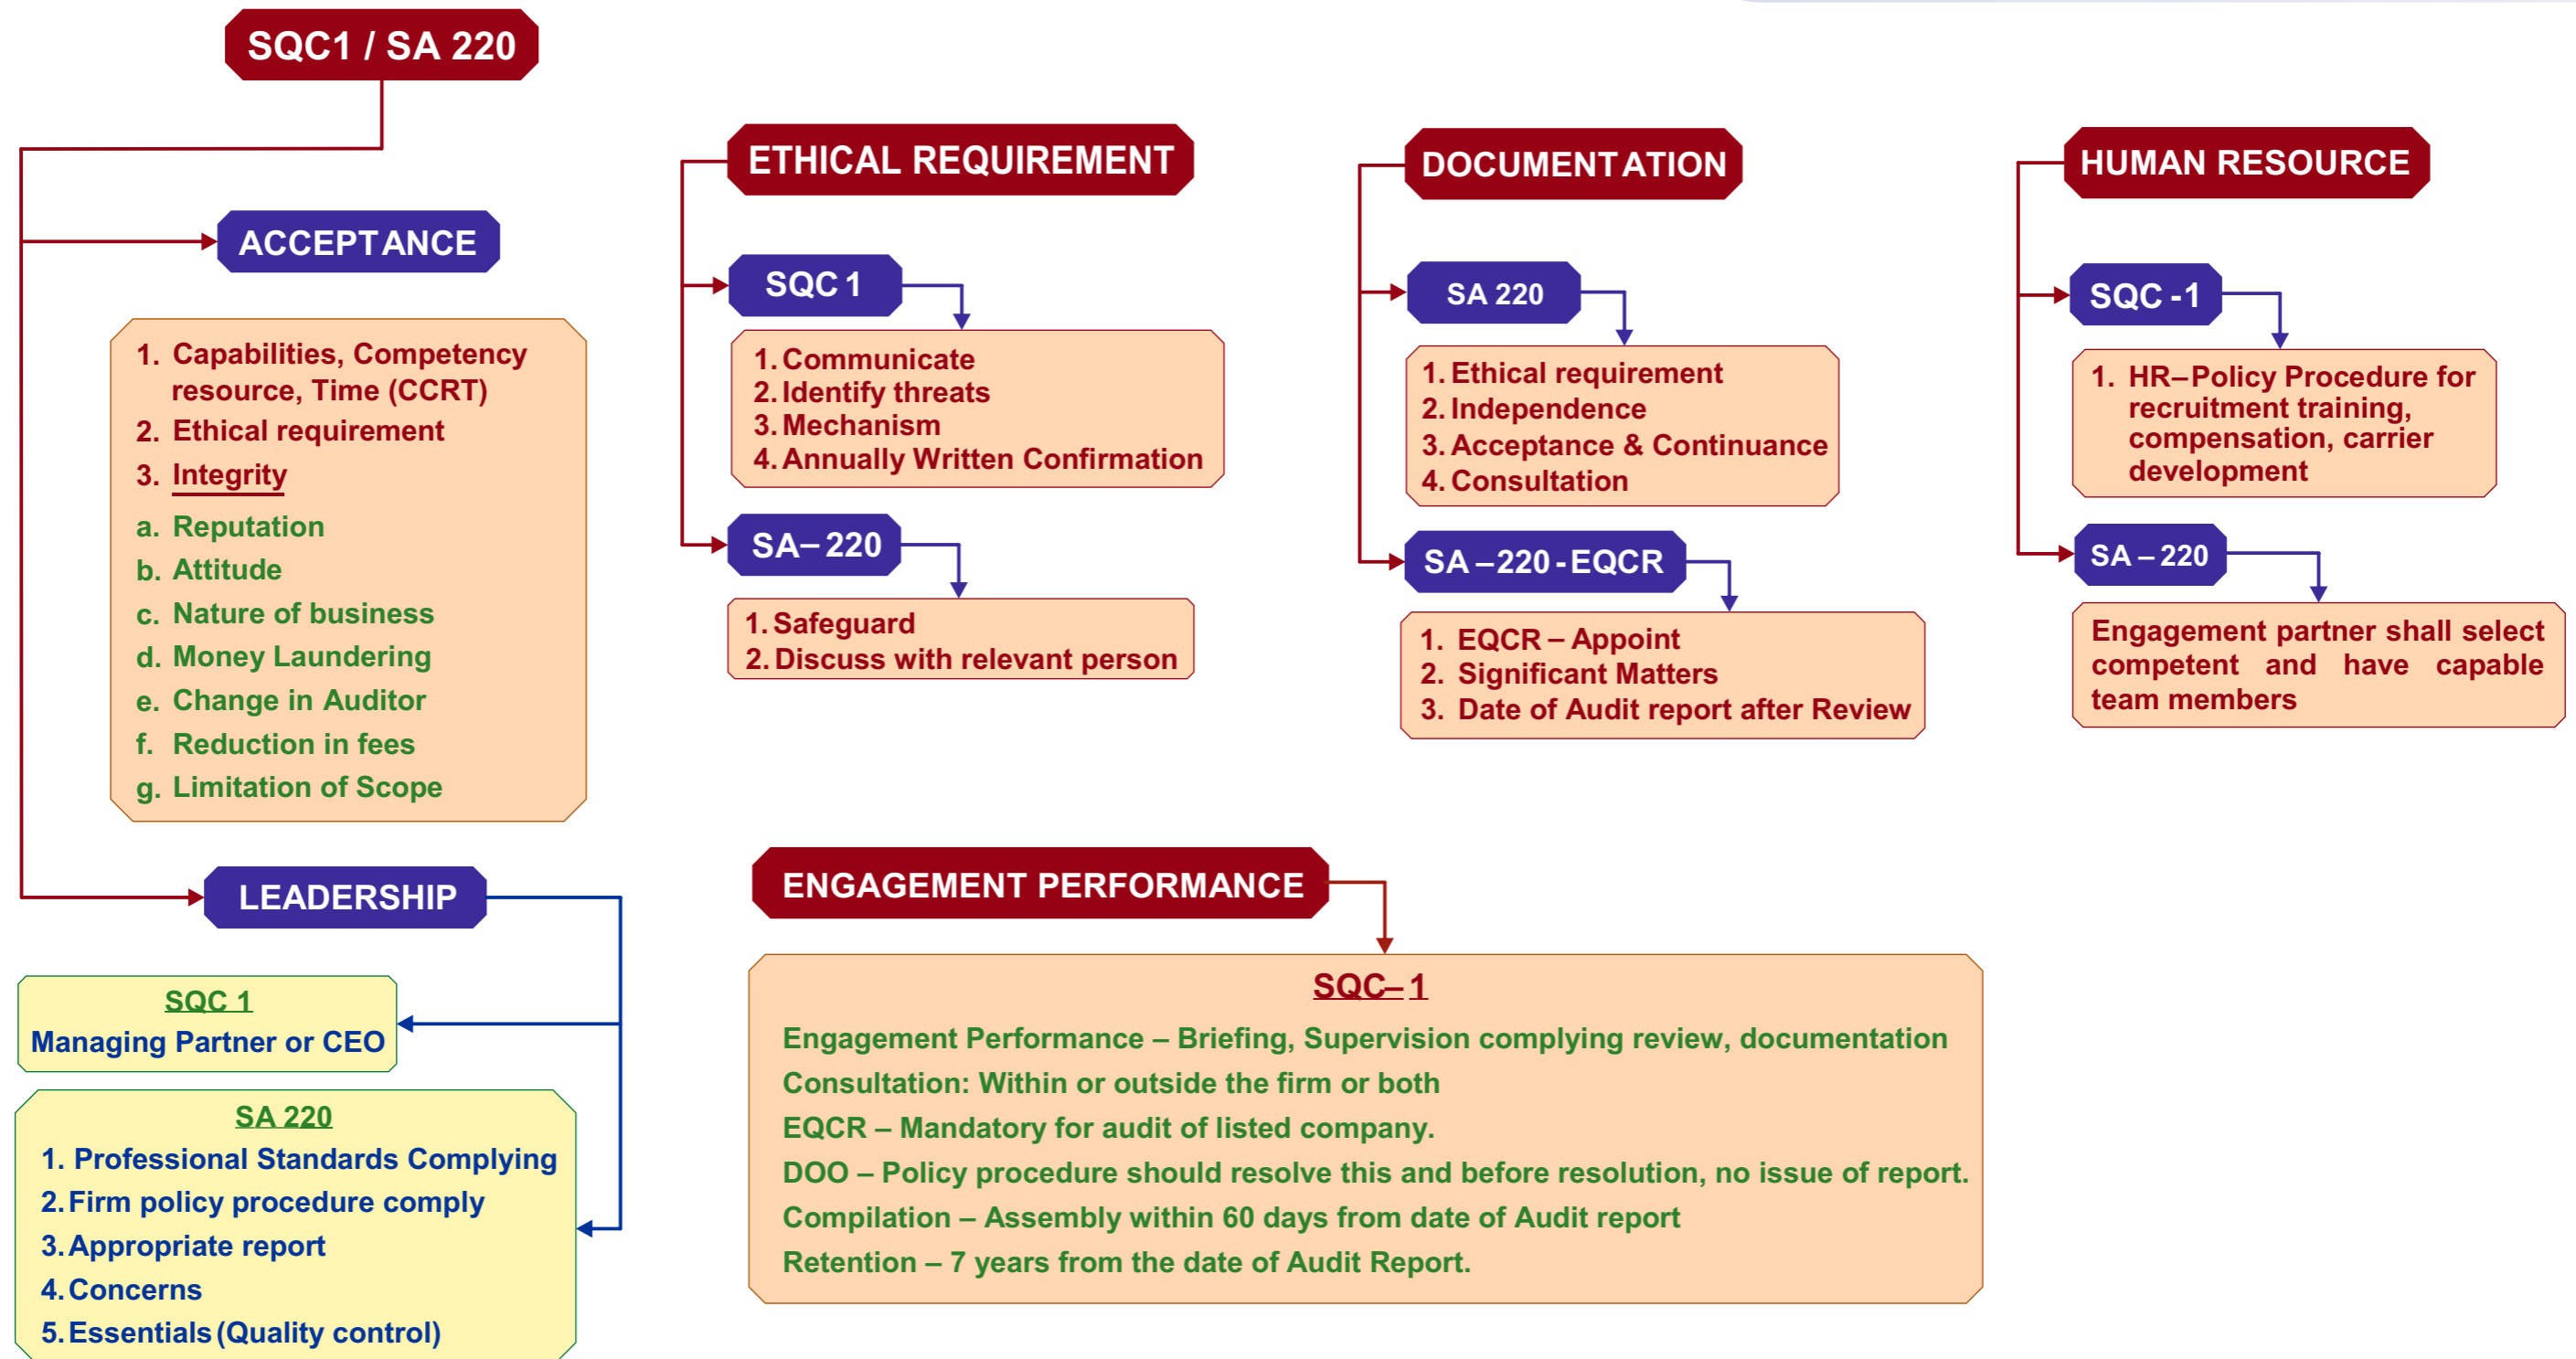 SQC1 / SA 220
ACCEPTANCE
1. Capabilities, Competency
resource, Time (CCRT)
2. Ethical requirement
3. Integrity
a. Reputation
b. Attitude
c. Nature of business
d. Money Laundering
e. Change in Auditor
f. Reduction in fees
g. Limitation of Scope
LEADERSHIP
SQC 1
Managing Partner or CEO
SA 220
1. Professional Standards Complying
2. Firm policy procedure comply
3. Appropriate report
4. Concerns
5. Essentials (Quality control)
ETHICAL REQUIREMENT
SQC 1
1. Communicate
2. Identify threats
3. Mechanism
4. Annually Written Confirmation
SA – 220
1. Safeguard
2. Discuss with relevant person
DOCUMENTATION
SA 220
1. Ethical requirement
2. Independence
3. Acceptance & Continuance
4. Consultation
SA – 220 - EQCR
1. EQCR – Appoint
2. Significant Matters
3. Date of Audit report after Review
HUMAN RESOURCE
SQC -1
1. HR–Policy Procedure for
recruitment training,
compensation, carrier
development
SA – 220
Engagement partner shall select
competent and have capable
team members
ENGAGEMENT PERFORMANCE
SQC– 1
Engagement Performance – Briefing, Supervision complying review, documentation
Consultation: Within or outside the firm or both
EQCR – Mandatory for audit of listed company.
DOO – Policy procedure should resolve this and before resolution, no issue of report.
Compilation – Assembly within 60 days from date of Audit report
Retention – 7 years from the date of Audit Report.